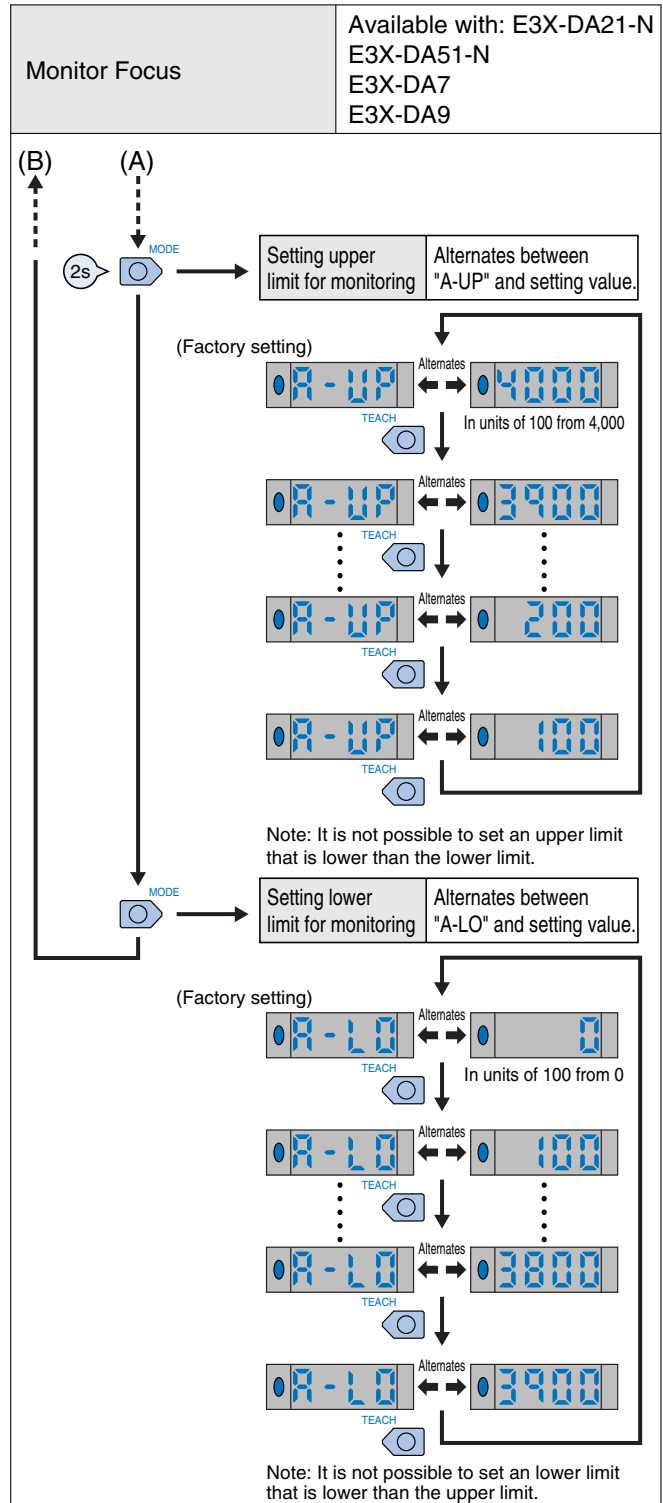 Monitor Focus
Available with: E3X-DA21-N
E3X-DA51-N
E3X-DA7
E3X-DA9
(B) (A)
MODE
2s
Setting upper
limit for monitoring
Alternates between
"A-UP" and setting value.
(Factory setting)
Alternates
A-UP 4000
TEACH
In units of 100 from 4,000
Alternates
A-UP 3900
TEACH
Alternates
A-UP 200
TEACH
Alternates
A-UP 100
TEACH
Note: It is not possible to set an upper limit
that is lower than the lower limit.
MODE
Setting lower
limit for monitoring
Alternates between
"A-LO" and setting value.
(Factory setting)
Alternates
A-LO 0
TEACH
In units of 100 from 0
Alternates
A-LO 100
TEACH
Alternates
A-LO 3800
TEACH
Alternates
A-LO 3900
TEACH
Note: It is not possible to set an lower limit
that is lower than the upper limit.